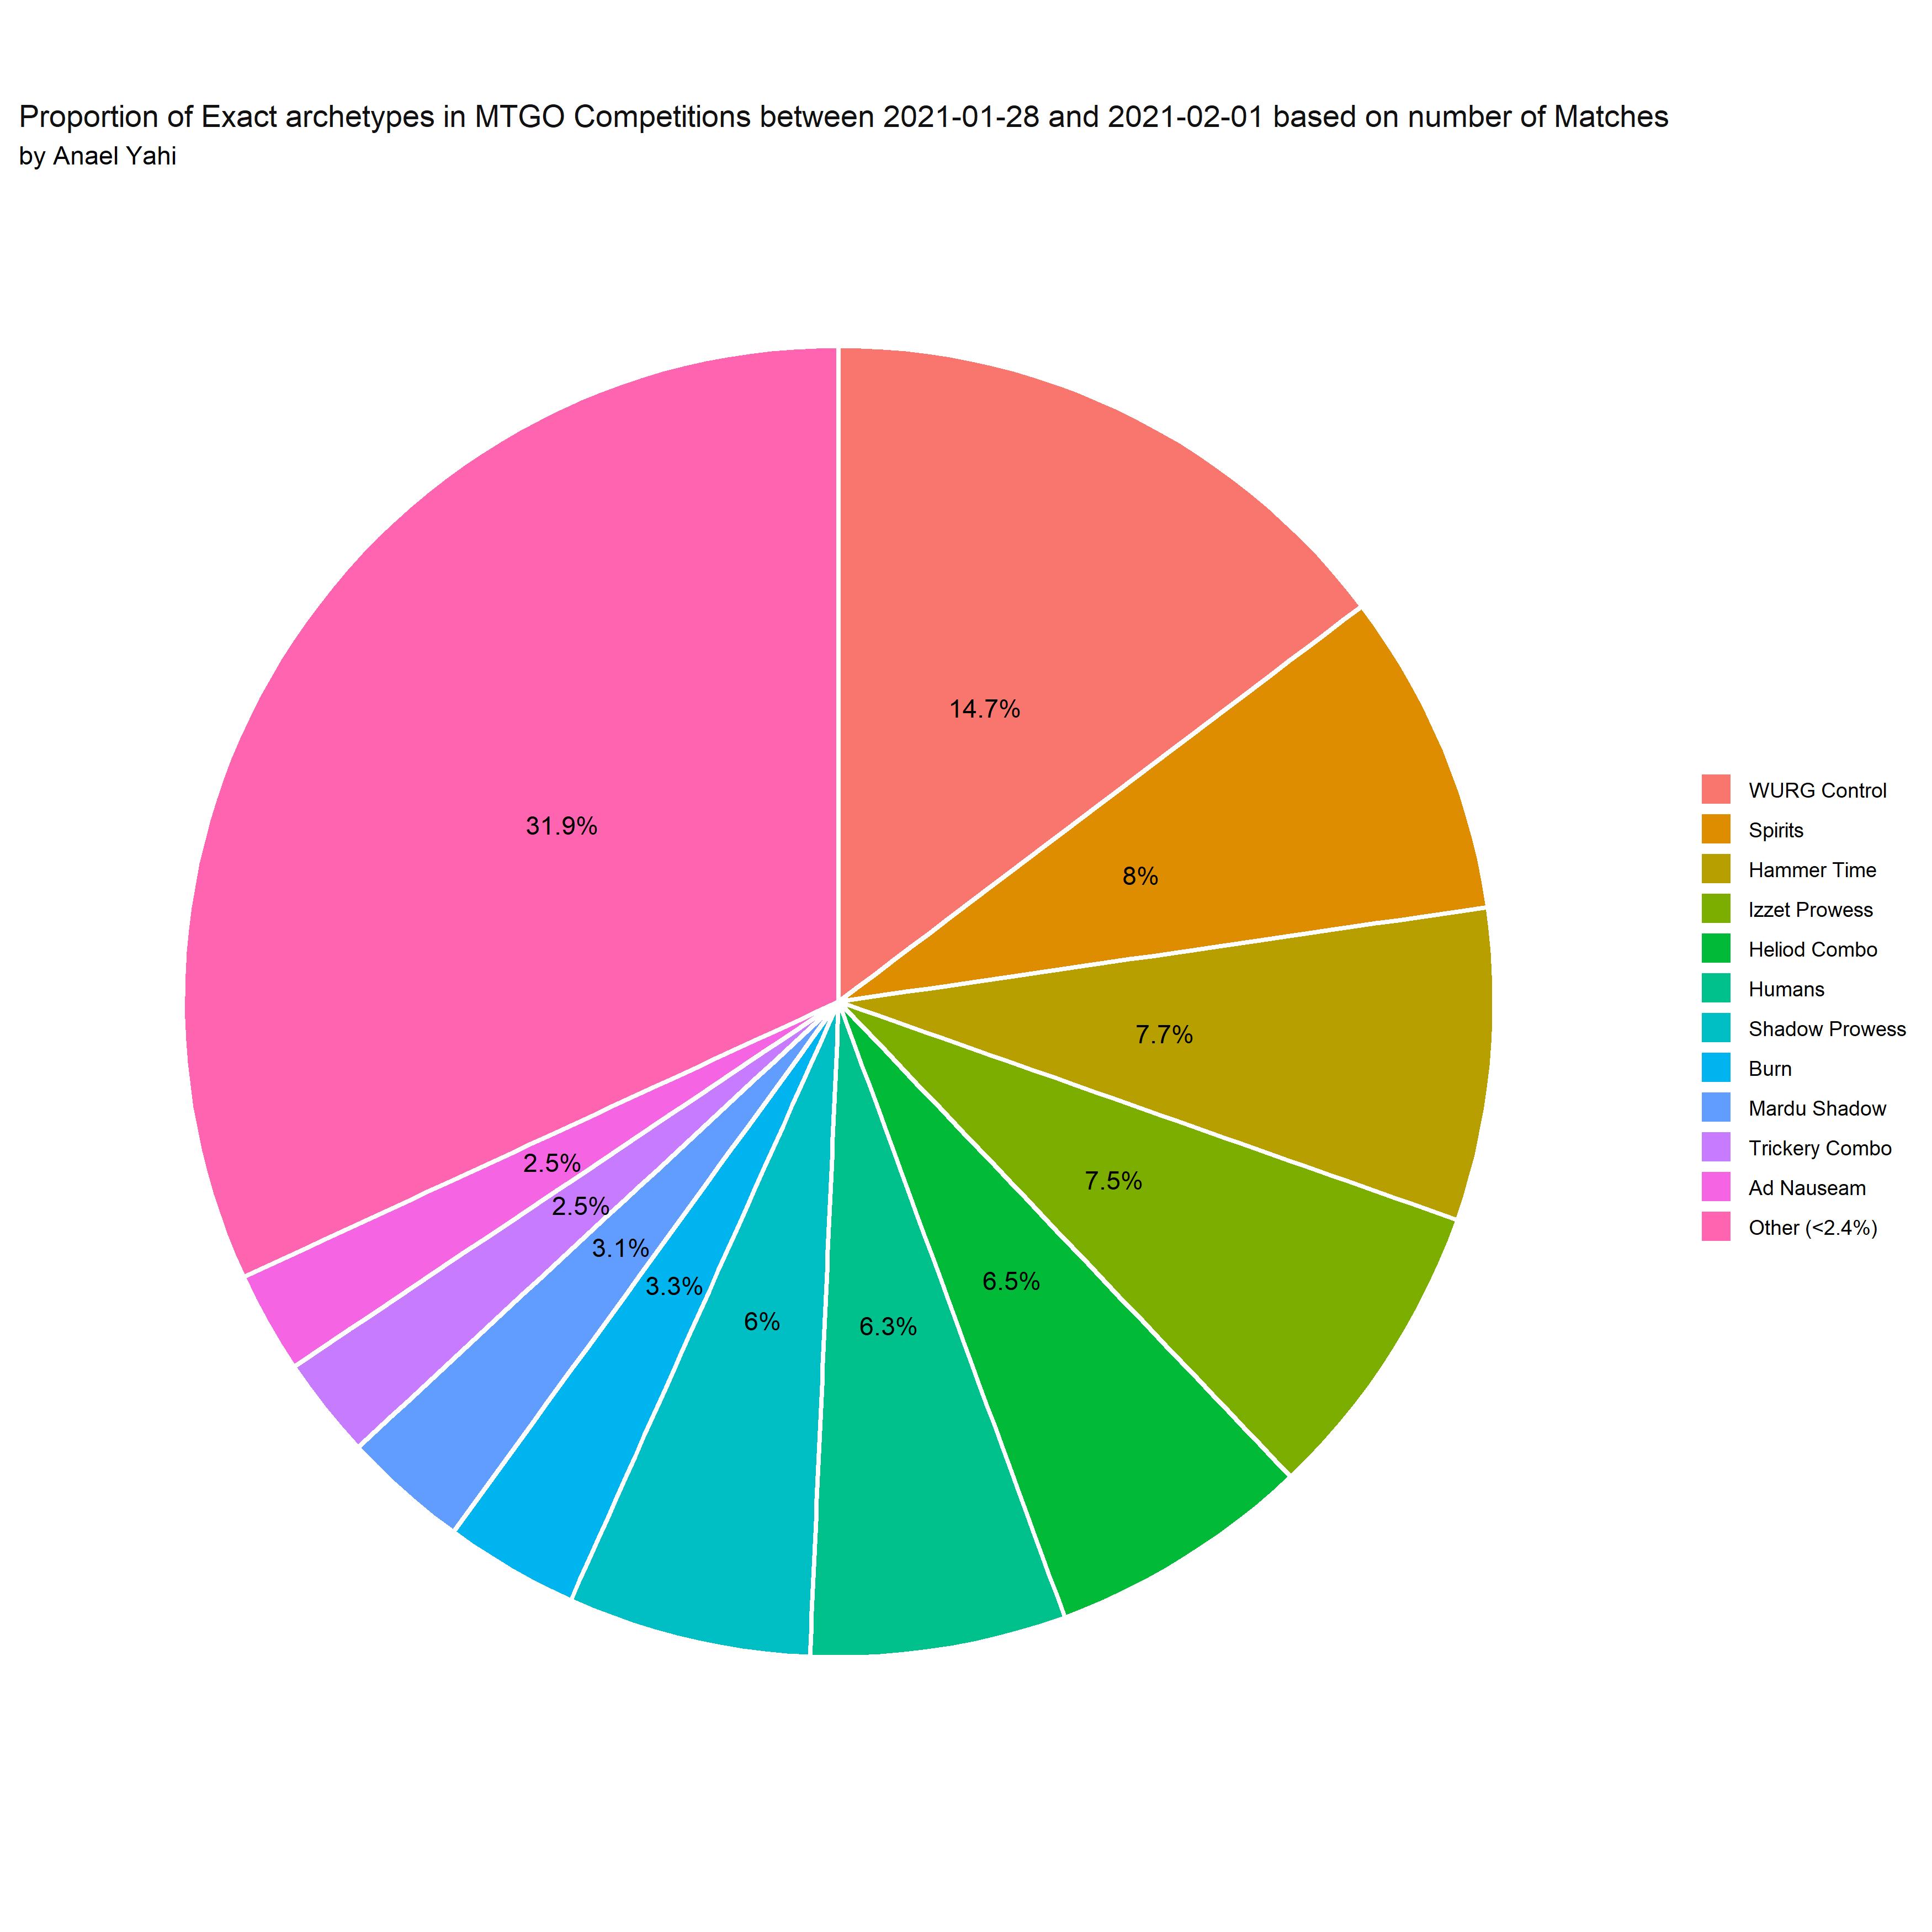 Proportion of Exact archetypes in MTGO Competitions between 2021-01-28 and 2021-02-01 based on number of Matches
by Anael Yahi
14.7%
31.9%
8%
7.7%
2.5%
7.5%
2.5%
3.1%
3.3%
6.5%
6%
6.3%
WURG Control
Spirits
Hammer Time
Izzet Prowess
Heliod Combo
Humans
Shadow Prowess
Burn
Mardu Shadow
Trickery Combo
Ad Nauseam
Other (<2.4%)